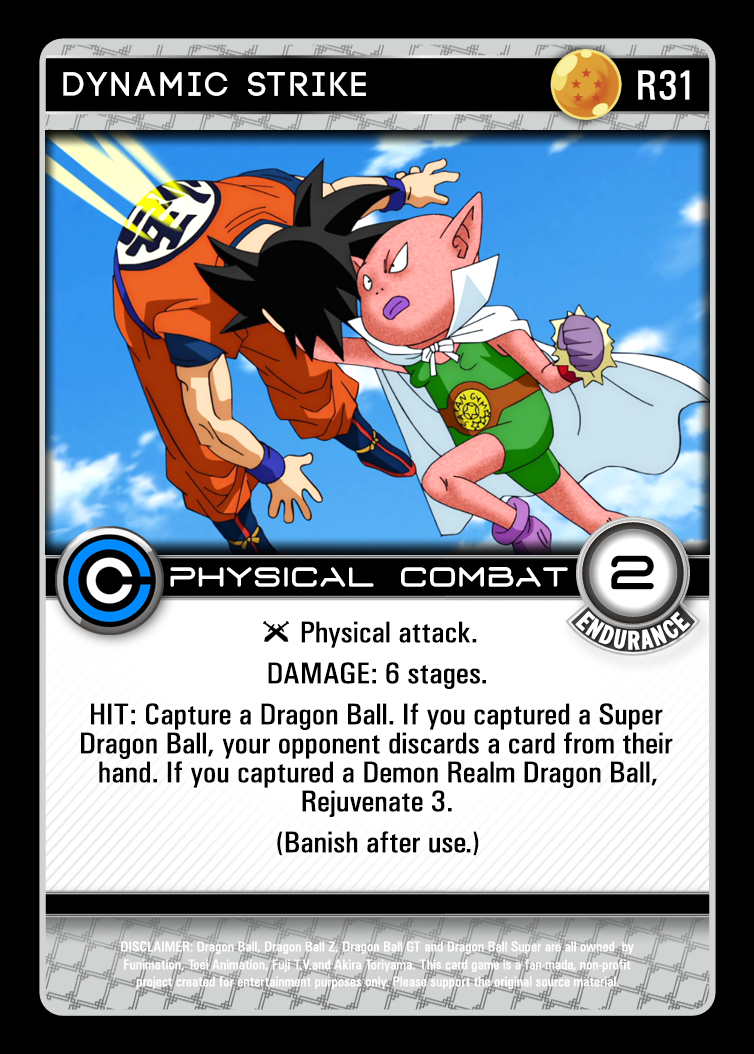 DYNAMIC STRIKE
R31
PHYSICAL COMBAT
2
ENDURANCE
Physical attack.
DAMAGE: 6 stages.
HIT: Capture a Dragon Ball. If you captured a Super
Dragon Ball, your opponent discards a card from their
hand. If you captured a Demon Realm Dragon Ball,
Rejuvenate 3.
(Banish after use.)
DISCLAIMER: Dragon Ball, Dragon Ball Z, Dragon Ball GT and Dragon Ball Super are all owned by
Funimation, Toei Animation, Fuji T.V.and Akira Toriyama. This card game is a fan-made, non-profit
project created for entertainment purposes only. Please support the original source material.